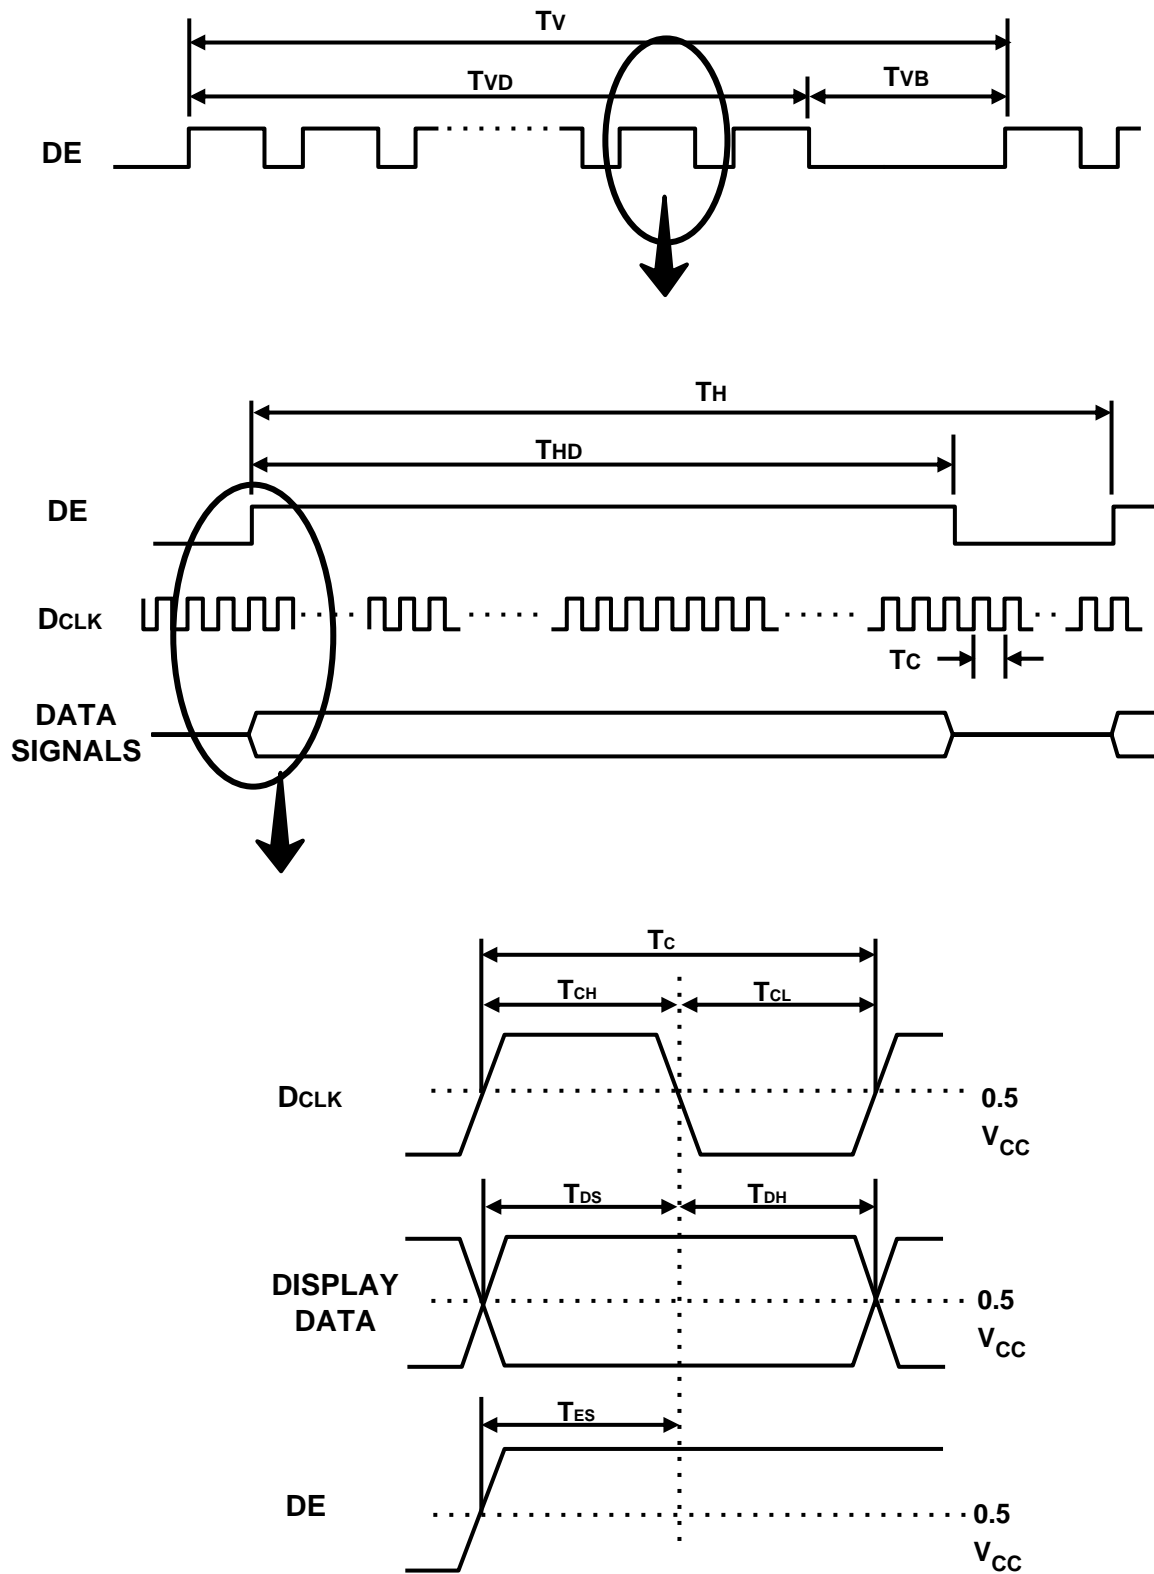 TV
TVD
TVB
DE
TH
THD
DE
DCLK
TC
DATA
SIGNALS
TC
TCH
TCL
DCLK
0.5
VCC
TDS
TDH
DISPLAY
DATA
0.5
VCC
TES
DE
0.5
VCC